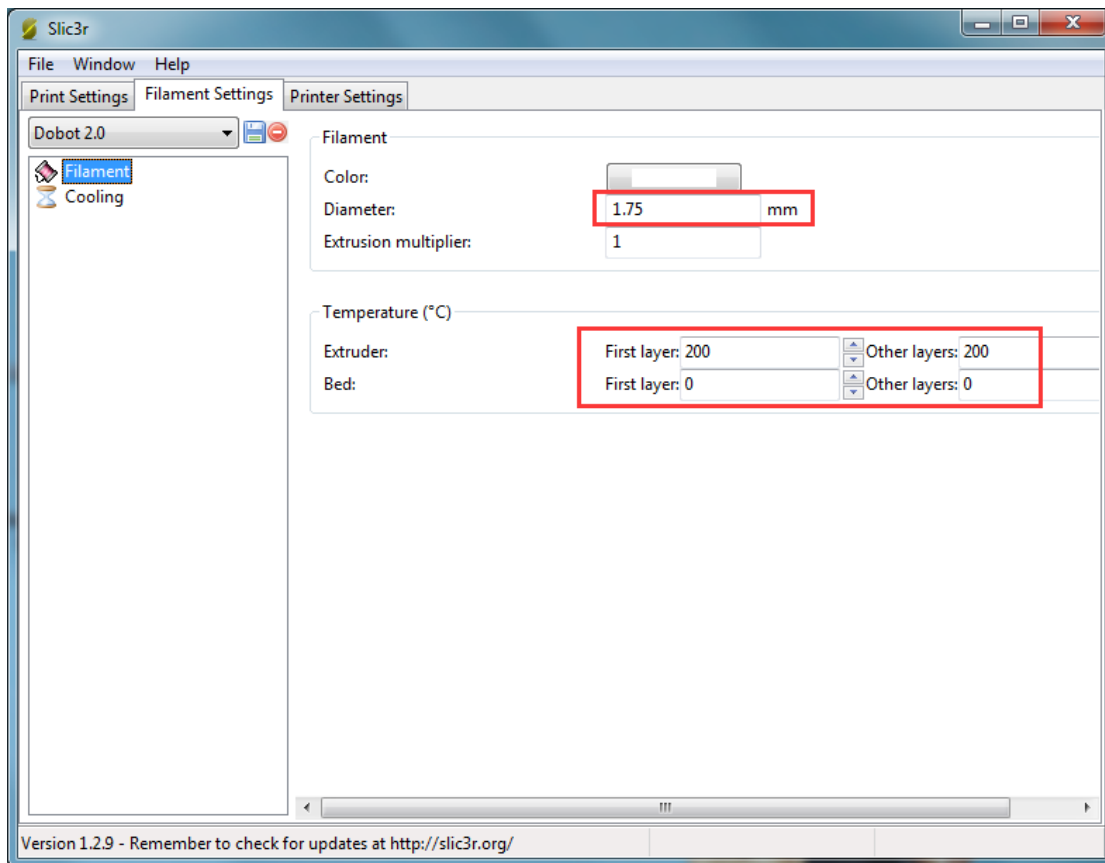 Slic3r
File Window Help
Print Settings Filament Settings Printer Settings
Dobot 2.0
Filament
Cooling
Filament
Color:
Diameter: 1.75 mm
Extrusion multiplier: 1
Temperature (°C)
Extruder: First layer: 200 Other layers: 200
Bed: First layer: 0 Other layers: 0
Version 1.2.9 - Remember to check for updates at http://slic3r.org/